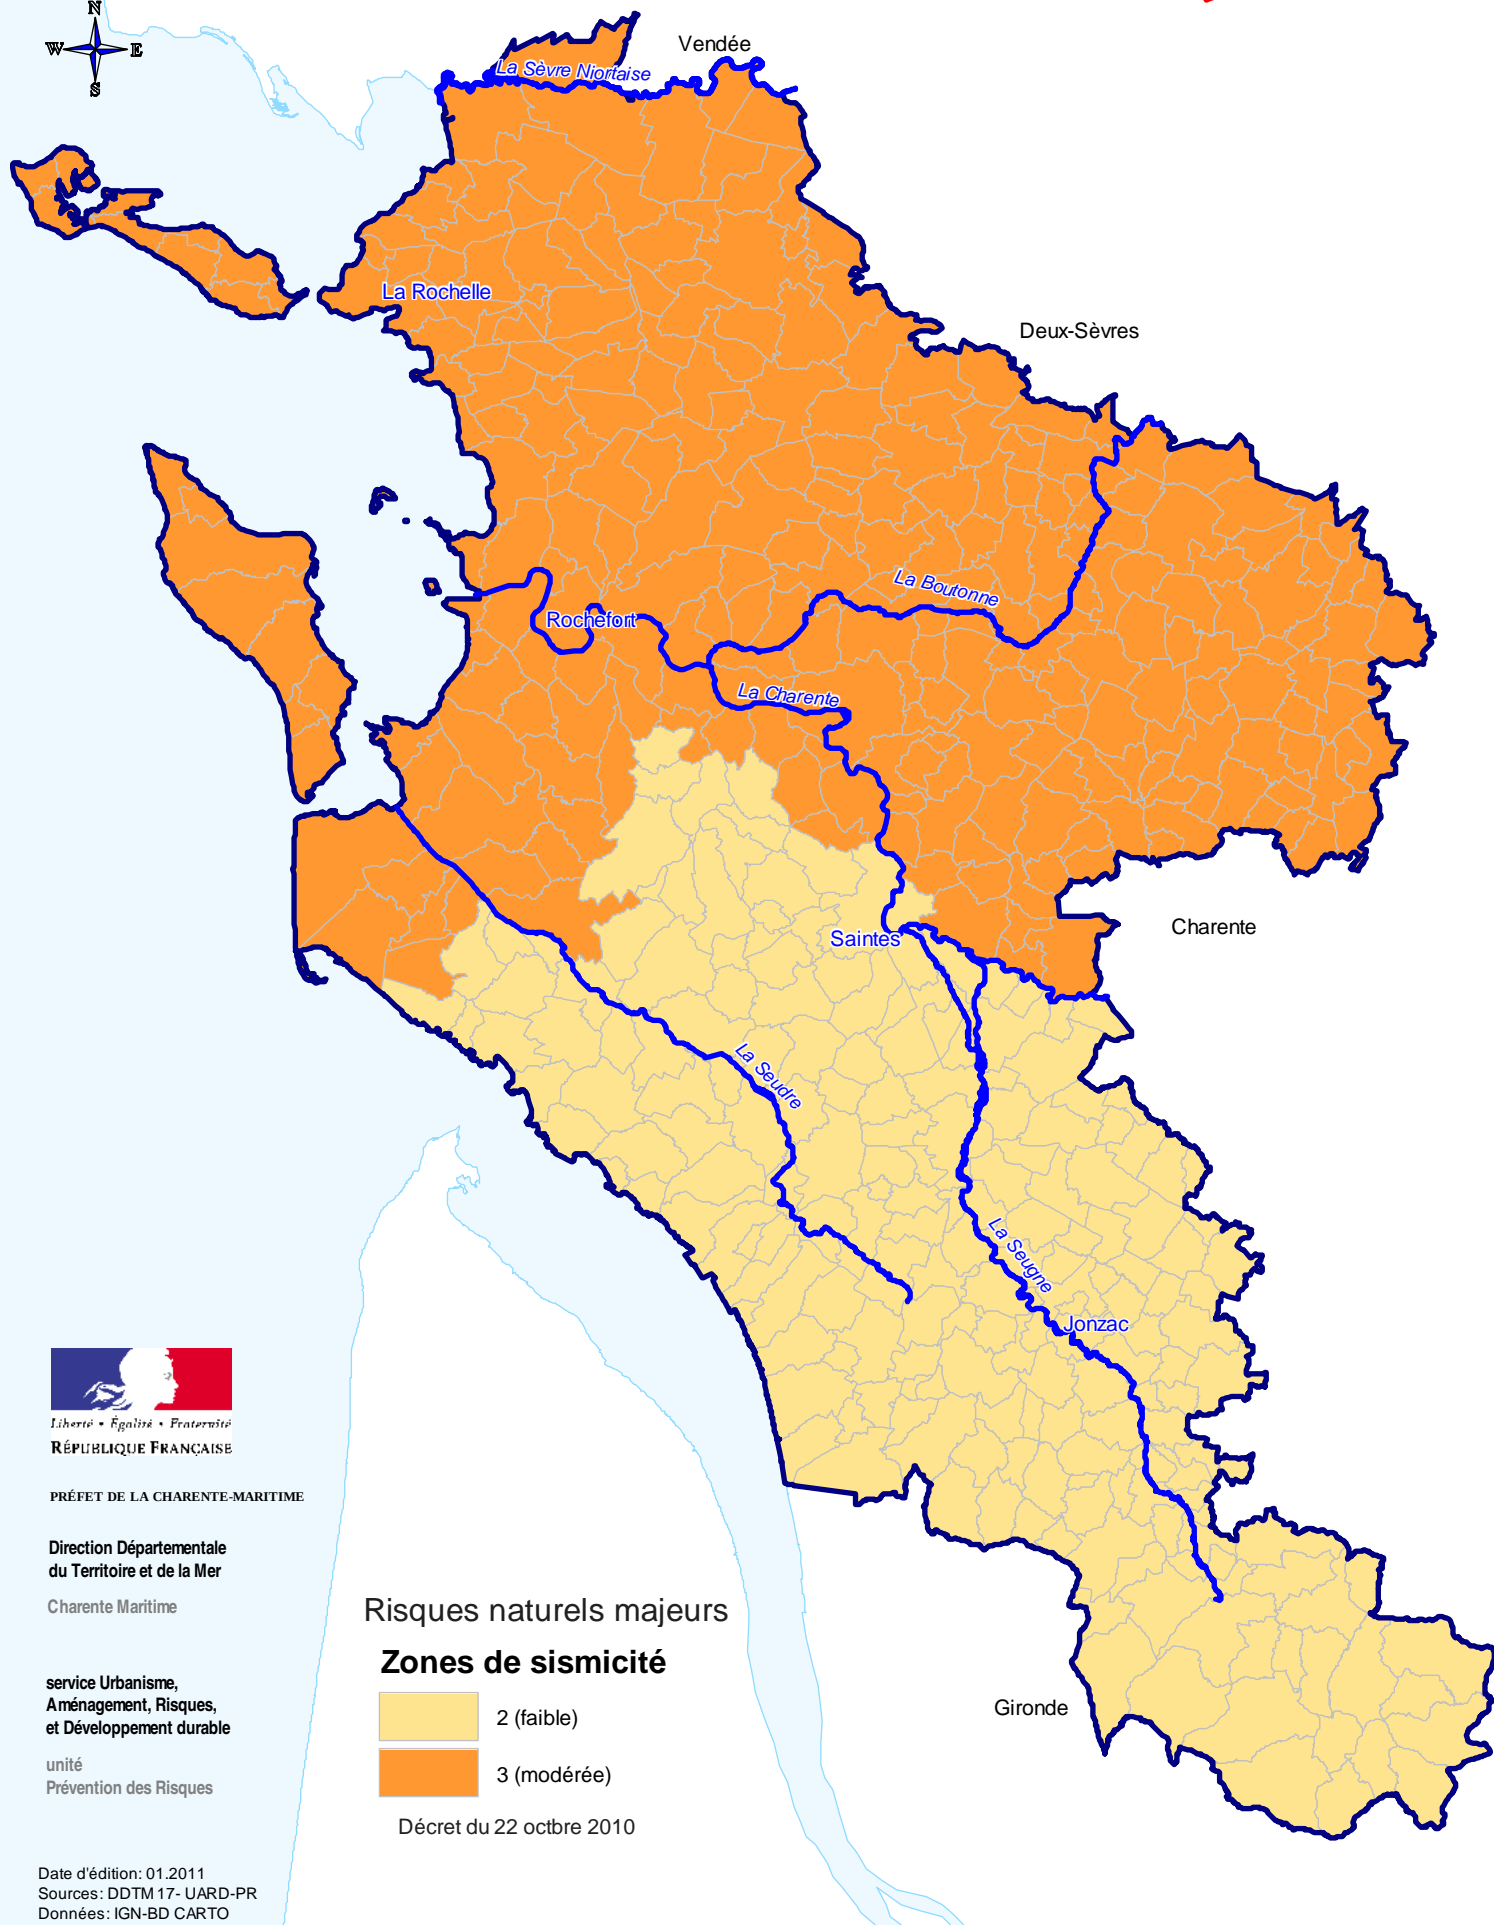 N
W E
S
Vendée
La Sèvre Niortaise
La Rochelle
Deux-Sèvres
La Boutonne
Rochefort
La Charente
Charente
Saintes
La Seudre
La Seugne
Jonzac
Gironde
Liberté • Égalité • Fraternité
RÉPUBLIQUE FRANÇAISE
PRÉFET DE LA CHARENTE-MARITIME
Direction Départementale
du Territoire et de la Mer
Charente Maritime
service Urbanisme,
Aménagement, Risques,
et Développement durable
unité
Prévention des Risques
Risques naturels majeurs
Zones de sismicité
2 (faible)
3 (modérée)
Décret du 22 octbre 2010
Date d'édition: 01.2011
Sources: DDTM 17- UARD-PR
Données: IGN-BD CARTO